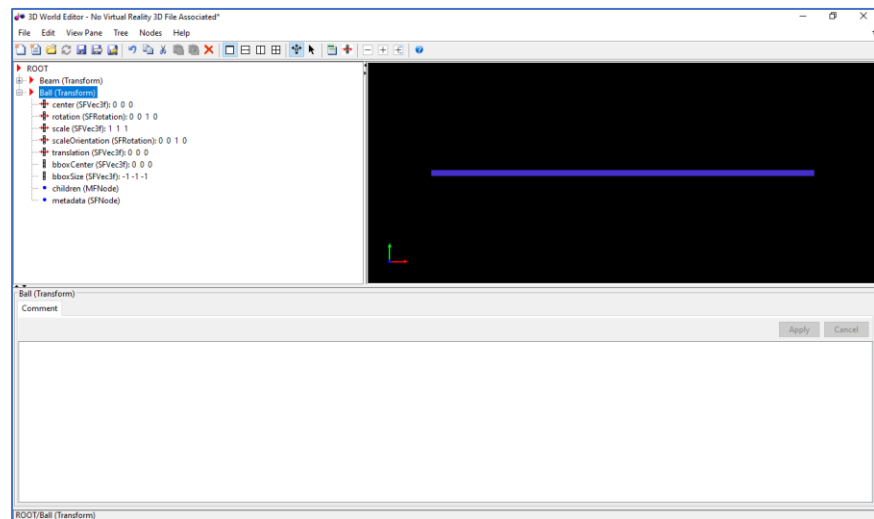 3D World Editor - No Virtual Reality 3D File Associated*
File Edit View Pane Tree Nodes Help
ROOT
Beam (Transform)
Ball (Transform)
center (SFVec3f): 0 0 0
rotation (SFRotation): 0 0 1 0
scale (SFVec3f): 1 1 1
scaleOrientation (SFRotation): 0 0 1 0
translation (SFVec3f): 0 0 0
bboxCenter (SFVec3f): 0 0 0
bboxSize (SFVec3f): -1 -1 -1
children (MFNode)
metadata (SFNode)
Ball (Transform)
Comment
Apply Cancel
ROOT/Ball (Transform)